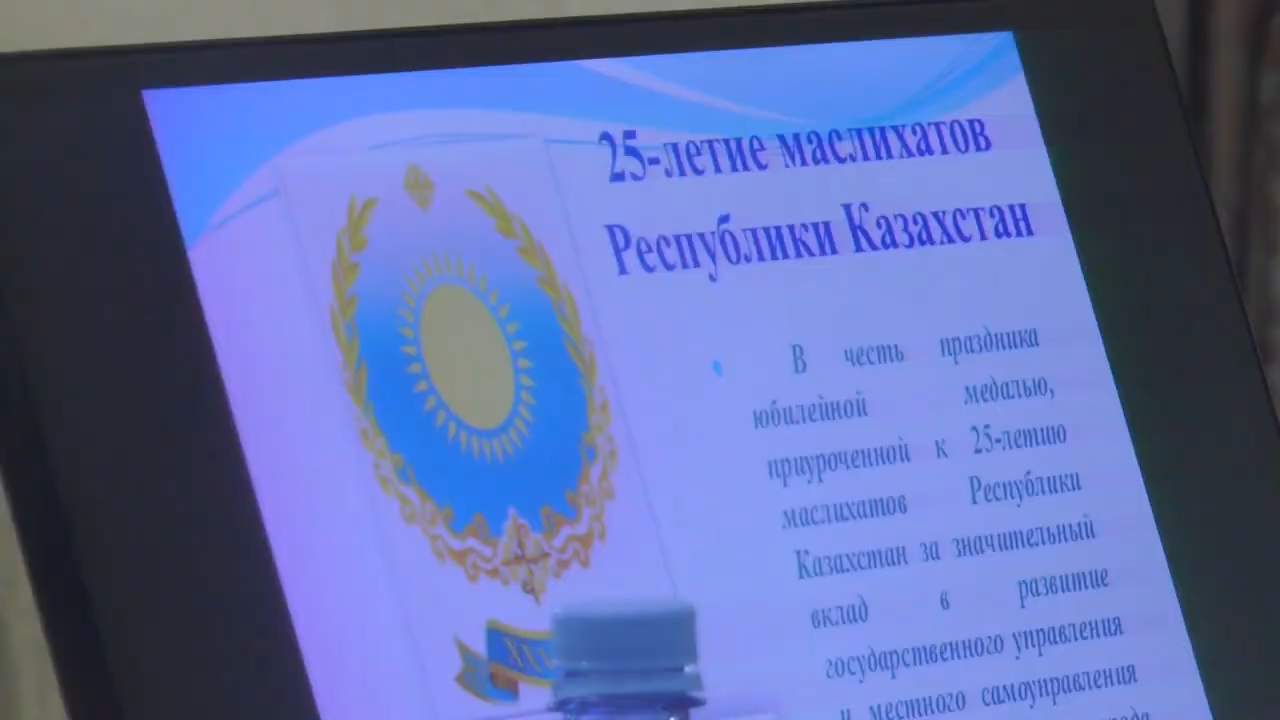 25-летие маслихатов
Республики Казахстан
В честь праздника
юбилейной медалью,
приуроченной к 25-летию
маслихатов Республики
Казахстан за значительный
вклад в развитие
государственного управления
и местного самоуправления